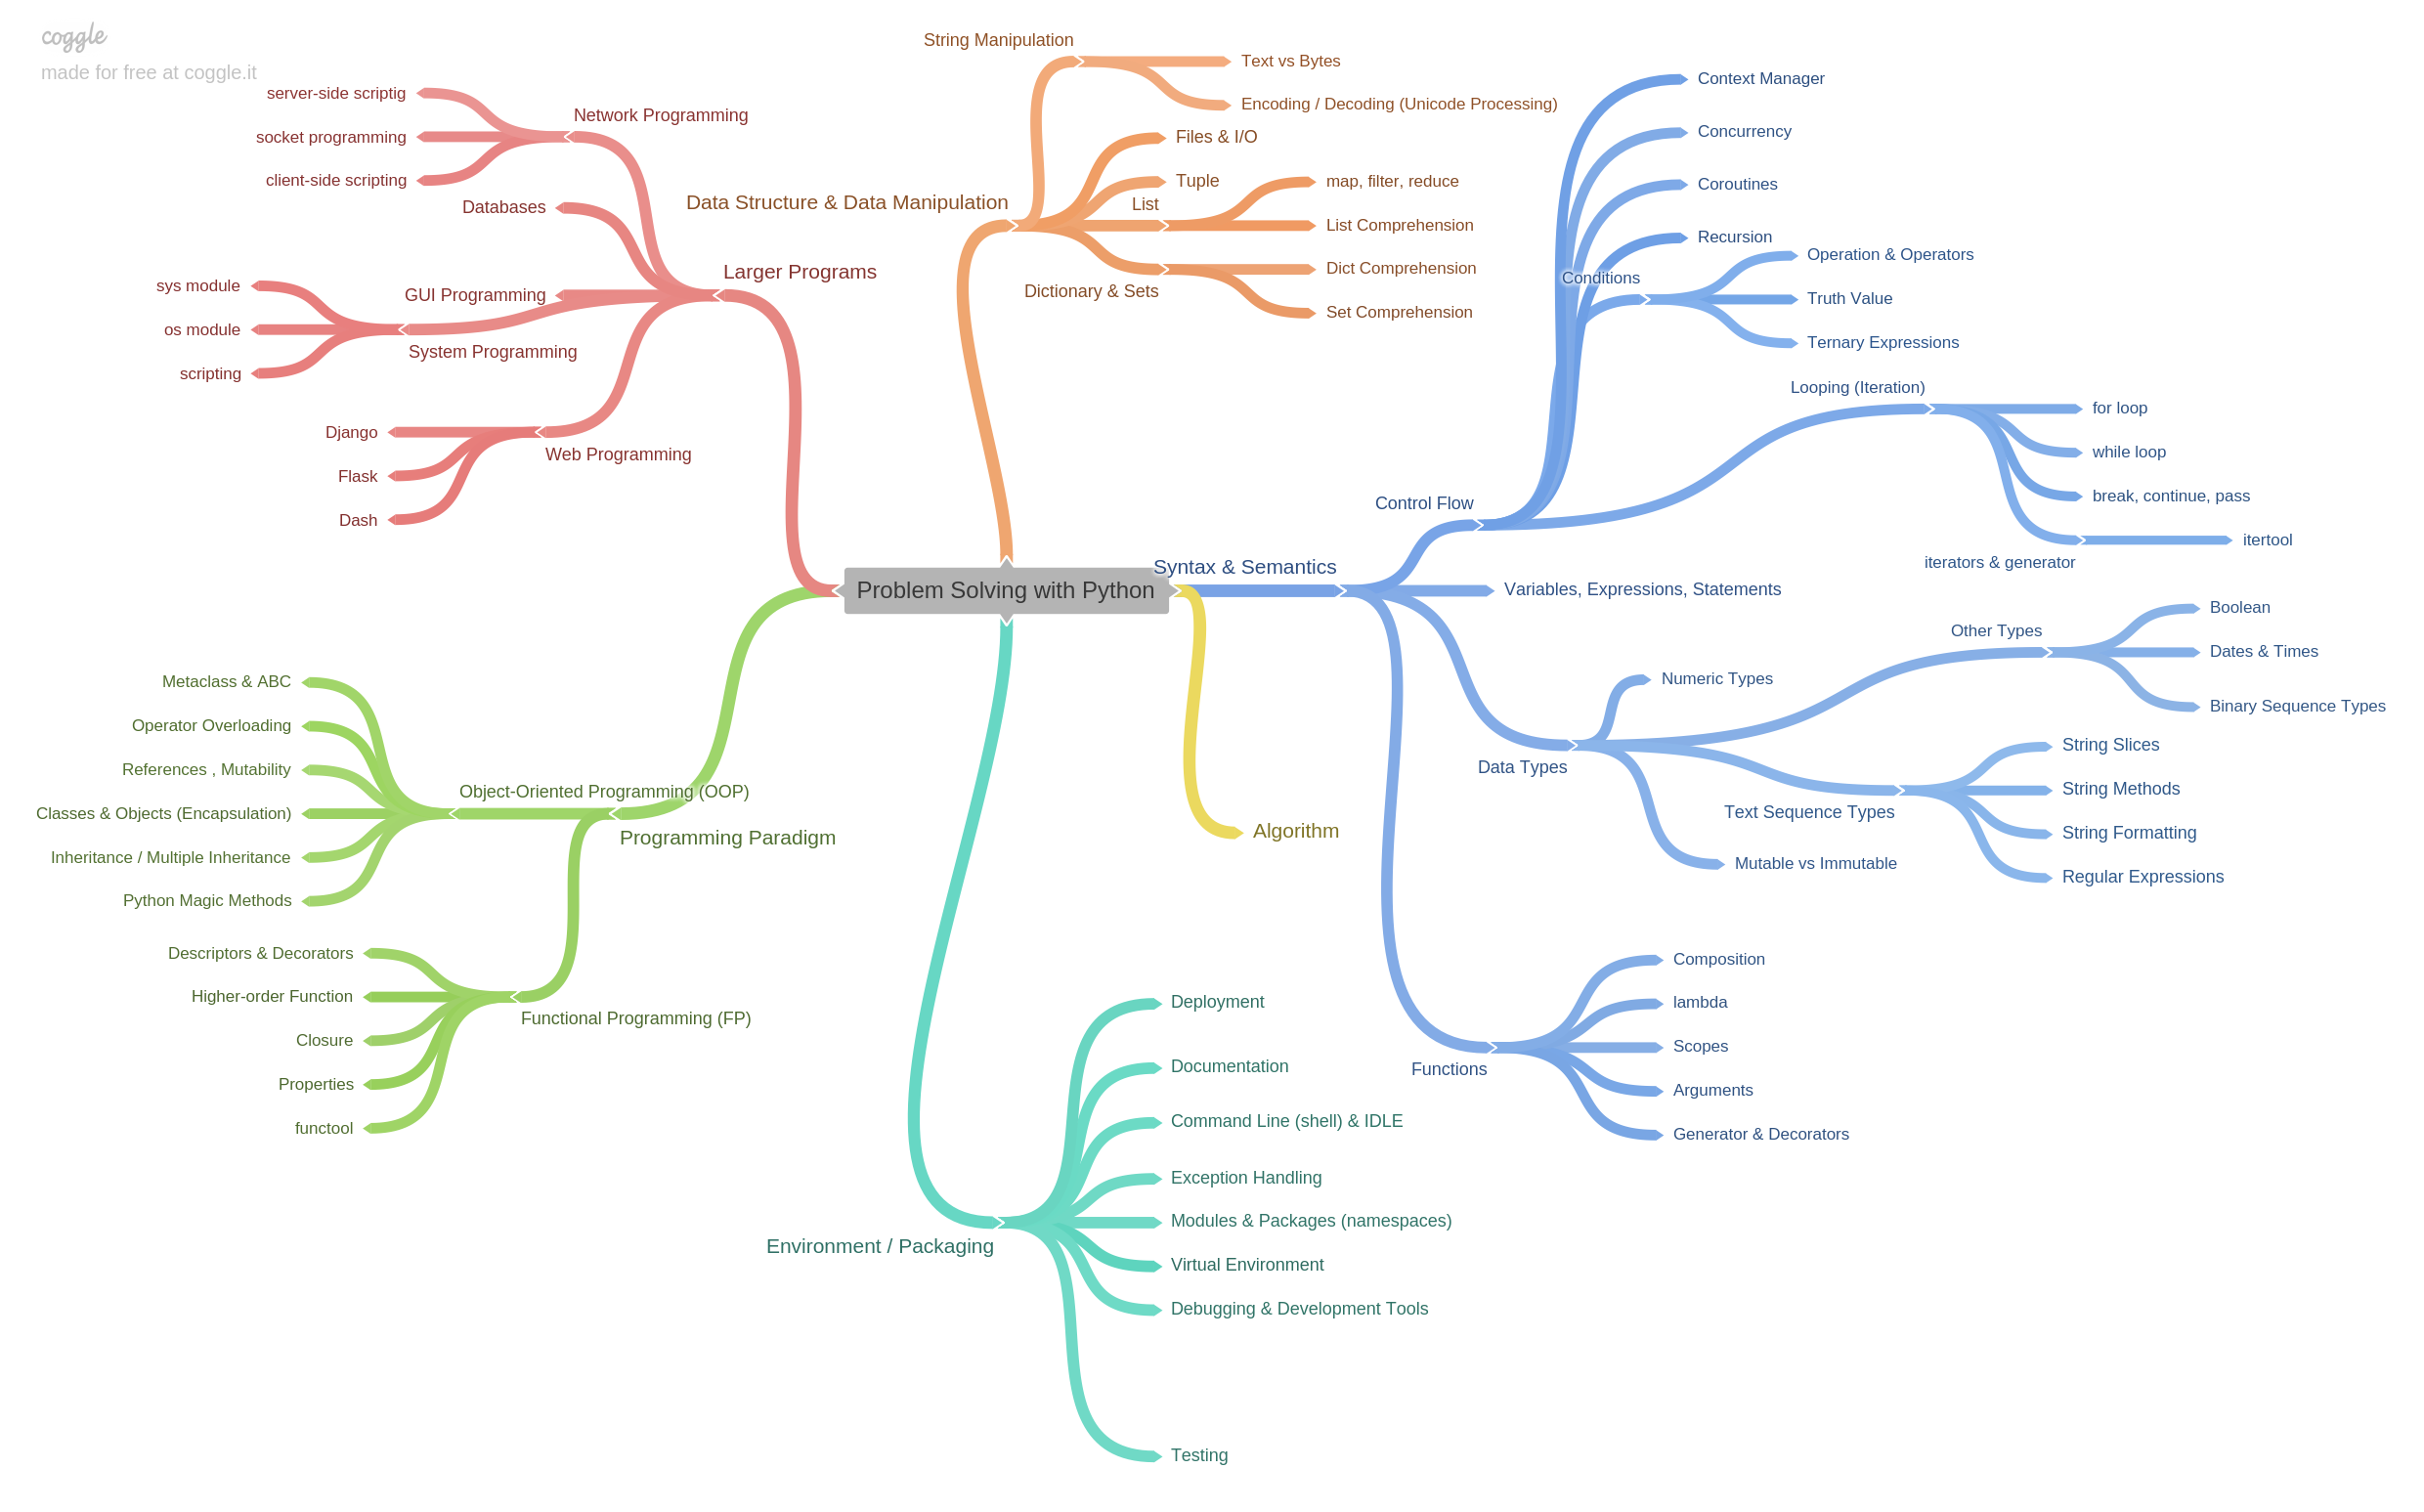 coggle
made for free at coggle.it
Problem Solving with Python
Larger Programs
Network Programming
server-side scriptig
socket programming
client-side scripting
Databases
GUI Programming
System Programming
sys module
os module
scripting
Web Programming
Django
Flask
Dash
Data Structure & Data Manipulation
String Manipulation
Text vs Bytes
Encoding / Decoding (Unicode Processing)
Files & I/O
Tuple
List
map, filter, reduce
List Comprehension
Dictionary & Sets
Dict Comprehension
Set Comprehension
Syntax & Semantics
Control Flow
Context Manager
Concurrency
Coroutines
Recursion
Conditions
Operation & Operators
Truth Value
Ternary Expressions
Looping (Iteration)
for loop
while loop
break, continue, pass
iterators & generator
itertool
Variables, Expressions, Statements
Data Types
Numeric Types
Other Types
Boolean
Dates & Times
Binary Sequence Types
Text Sequence Types
String Slices
String Methods
String Formatting
Regular Expressions
Mutable vs Immutable
Functions
Composition
lambda
Scopes
Arguments
Generator & Decorators
Algorithm
Programming Paradigm
Object-Oriented Programming (OOP)
Metaclass & ABC
Operator Overloading
References , Mutability
Classes & Objects (Encapsulation)
Inheritance / Multiple Inheritance
Python Magic Methods
Functional Programming (FP)
Descriptors & Decorators
Higher-order Function
Closure
Properties
functool
Environment / Packaging
Deployment
Documentation
Command Line (shell) & IDLE
Exception Handling
Modules & Packages (namespaces)
Virtual Environment
Debugging & Development Tools
Testing